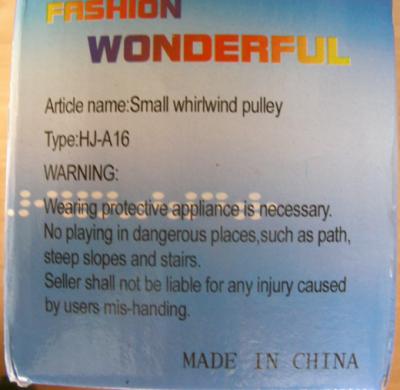 FASHION
WONDERFUL
Article name:Small whirlwind pulley
Type:HJ-A16
WARNING:
Wearing protective appliance is necessary.
No playing in dangerous places,such as path,
steep slopes and stairs.
Seller shall not be liable for any injury caused
by users mis-handing.
MADE IN CHINA